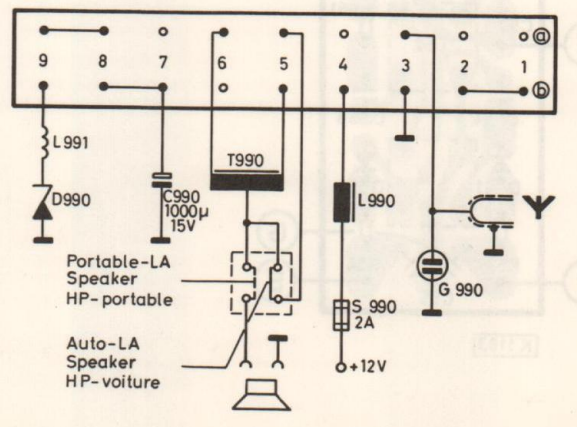 a
9 8 7 6 5 4 3 2 1
b
L991
T990
D990
C990
1000µ
15V
L990
G 990
Portable-LA
Speaker
HP-portable
S 990
2A
Auto-LA
Speaker
HP-voiture
+12V